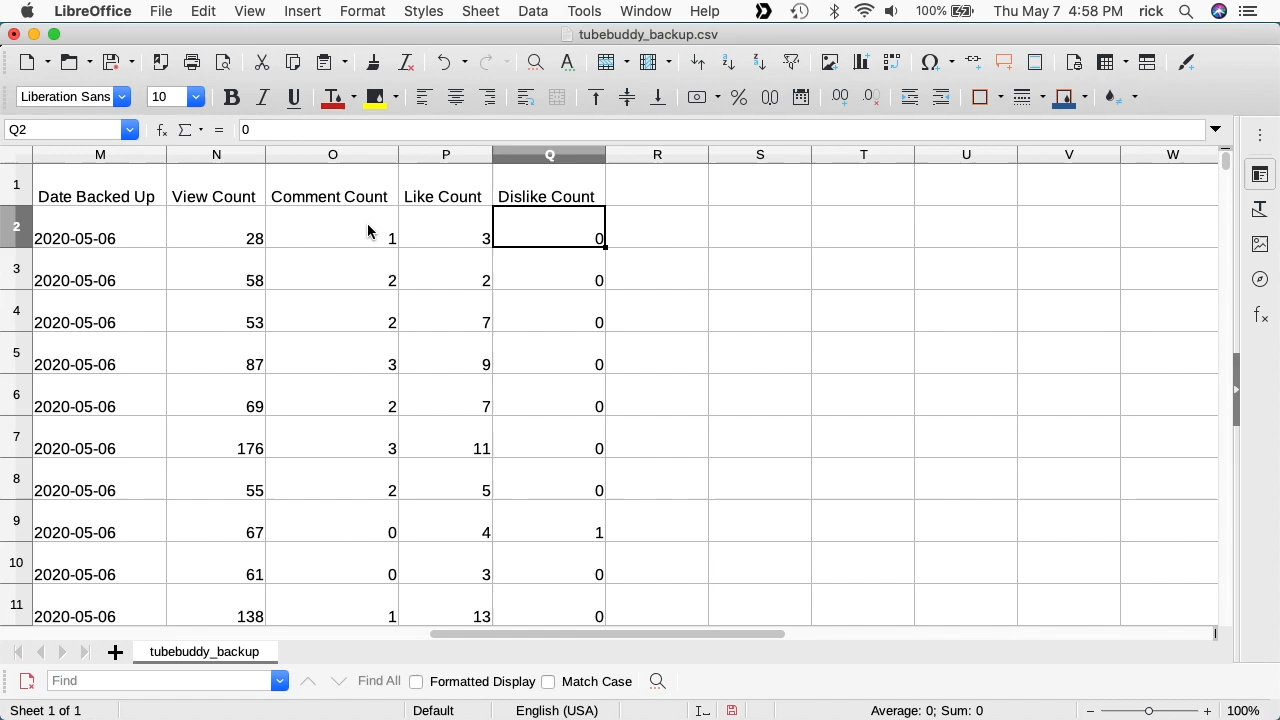 LibreOffice File Edit View Insert Format Styles Sheet Data Tools Window Help 100% Thu May 7 4:58 PM rick
tubebuddy_backup.csv
Liberation Sans 10
Q2 0
M N O P Q R S T U V W
1 Date Backed Up View Count Comment Count Like Count Dislike Count
2 2020-05-06 28 1 3 0
3 2020-05-06 58 2 2 0
4 2020-05-06 53 2 7 0
5 2020-05-06 87 3 9 0
6 2020-05-06 69 2 7 0
7 2020-05-06 176 3 11 0
8 2020-05-06 55 2 5 0
9 2020-05-06 67 0 4 1
10 2020-05-06 61 0 3 0
11 2020-05-06 138 1 13 0
tubebuddy_backup
Find Find All Formatted Display Match Case
Sheet 1 of 1 Default English (USA) Average: 0; Sum: 0 100%